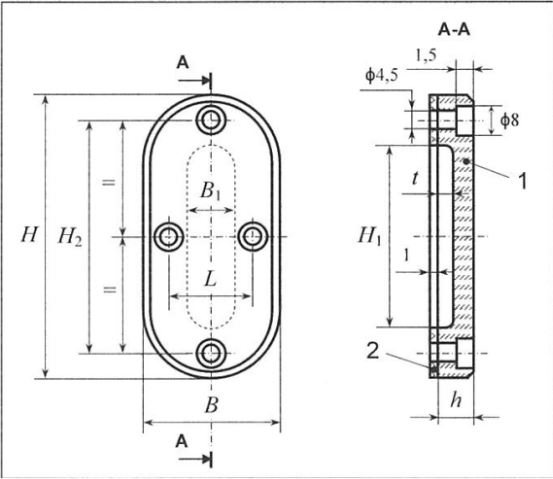 A-A
A
1,5
ϕ4,5
ϕ8
B₁
t
1
H
H₂
=
H₁
L
1
=
2
h
B
A